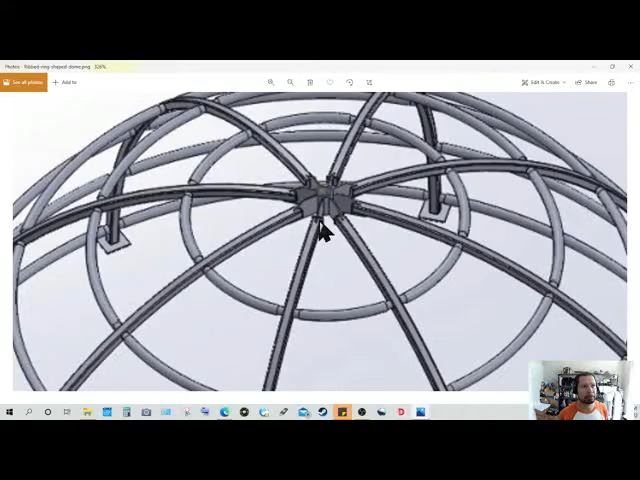 Photos - Ribbed-ring-shaped-dome.png 326%
See all photos + Add to Edit & Create Share